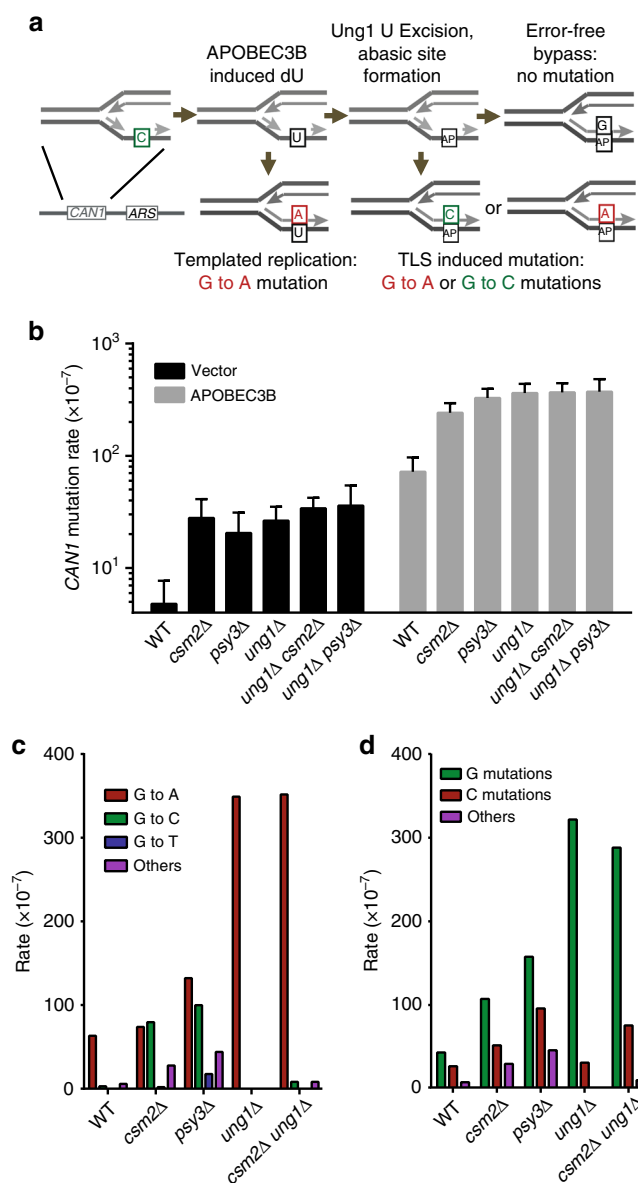 a
APOBEC3B
induced dU
Ung1 U Excision,
abasic site
formation
Error-free
bypass:
no mutation
C
U
AP
G
AP
CAN1
ARS
A
U
C
AP
or
A
AP
Templated replication:
G to A mutation
TLS induced mutation:
G to A or G to C mutations
b
CAN1 mutation rate (×10⁻⁷)
10³
10²
10¹
Vector
APOBEC3B
WT
csm2Δ
psy3Δ
ung1Δ
ung1Δ csm2Δ
ung1Δ psy3Δ
WT
csm2Δ
psy3Δ
ung1Δ
ung1Δ csm2Δ
ung1Δ psy3Δ
c
Rate (×10⁻⁷)
400
300
200
100
0
G to A
G to C
G to T
Others
WT
csm2Δ
psy3Δ
ung1Δ
csm2Δ ung1Δ
d
Rate (×10⁻⁷)
400
300
200
100
0
G mutations
C mutations
Others
WT
csm2Δ
psy3Δ
ung1Δ
csm2Δ ung1Δ